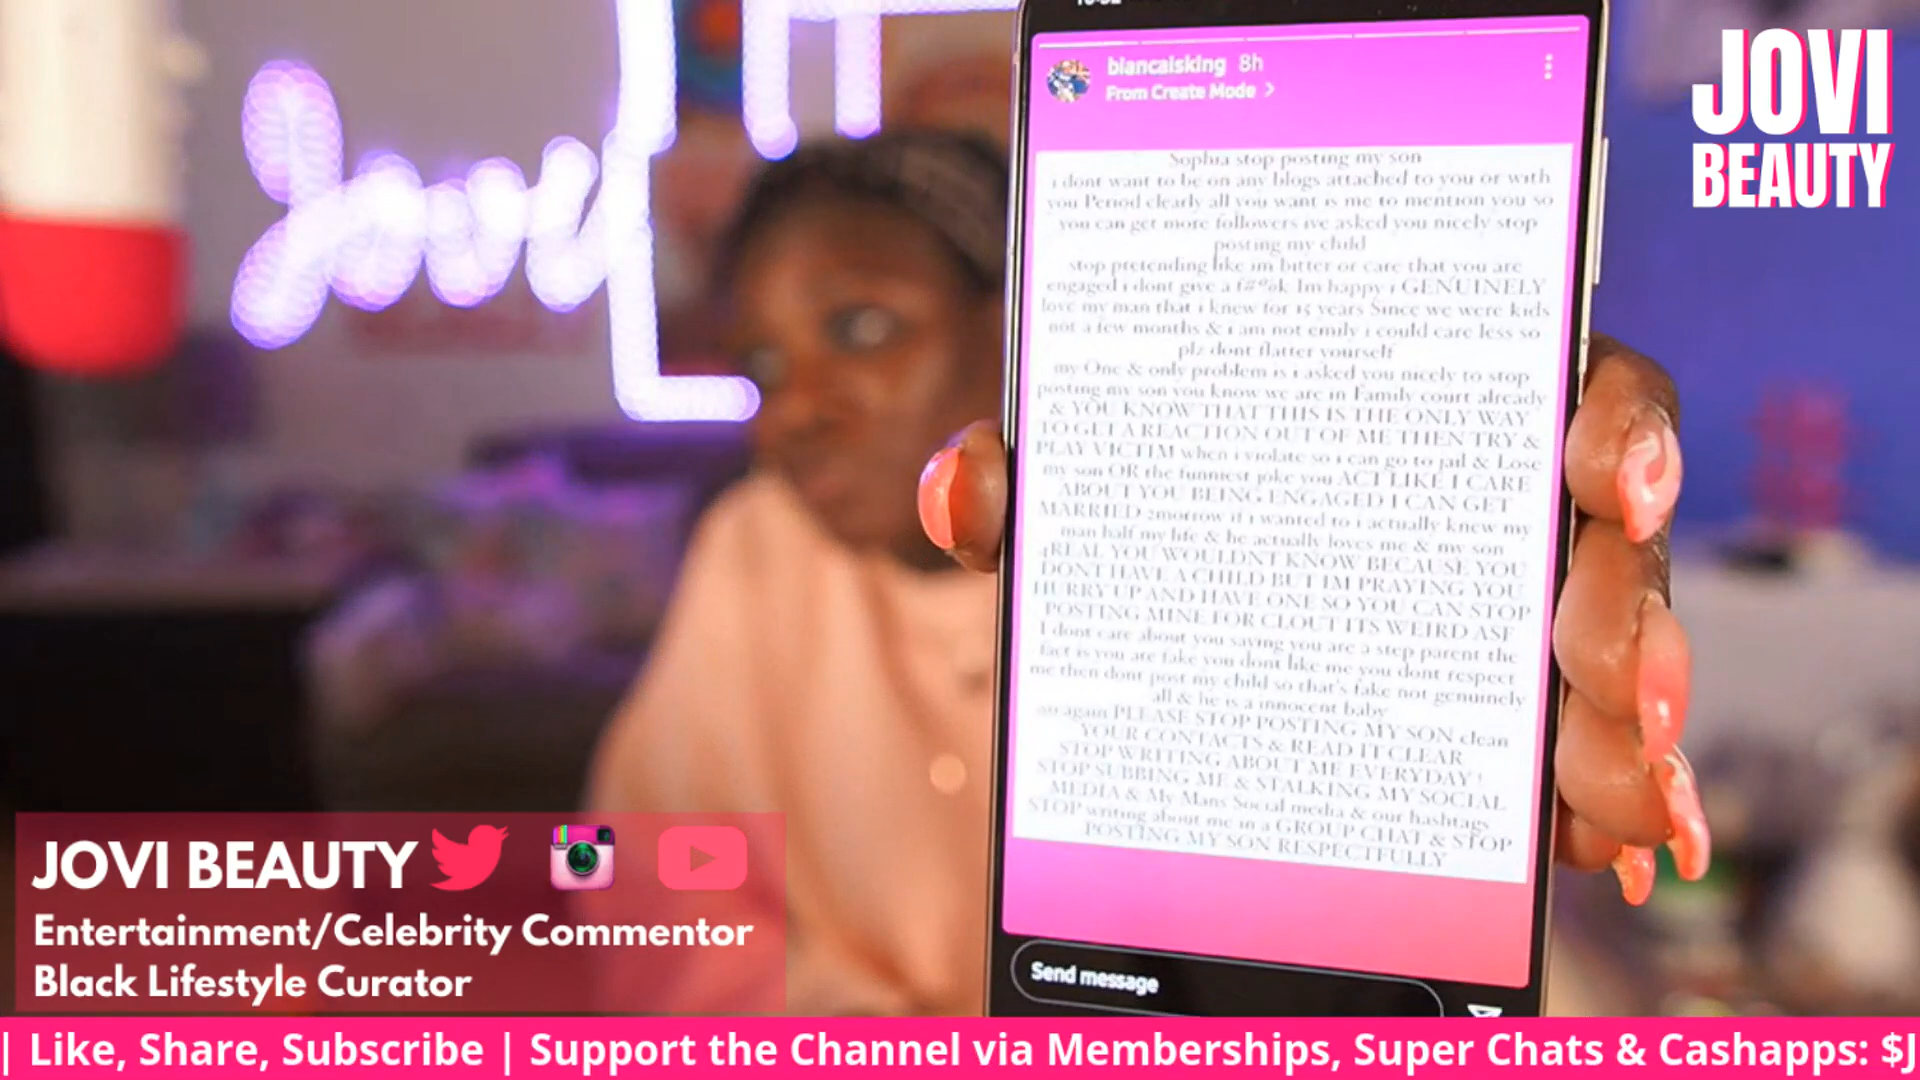 JOVI
BEAUTY
biancaisking 8h
From Create Mode >
Sophia stop posting my son
i dont want to be on any blogs attached to you or with
you Period clearly all you want is me to mention you so
you can get more followers ive asked you nicely stop
posting my child
stop pretending like im bitter or care that you are
engaged i dont give a f#%k Im happy i GENUINELY
love my man that i knew for 15 years Since we were kids
not a few months & i am not emily i could care less so
plz dont flatter yourself
my One & only problem is i asked you nicely to stop
posting my son you know we are in Family court already
& YOU KNOW THAT THIS IS THE ONLY WAY
TO GET A REACTION OUT OF ME THEN TRY &
PLAY VICTIM when i violate so i can go to jail & Lose
my son OR the funniest joke you ACT LIKE I CARE
ABOUT YOU BEING ENGAGED I CAN GET
MARRIED 2morrow if i wanted to i actually knew my
man half my life & he actually loves me & my son
4REAL YOU WOULDNT KNOW BECAUSE YOU
DONT HAVE A CHILD BUT IM PRAYING YOU
HURRY UP AND HAVE ONE SO YOU CAN STOP
POSTING MINE FOR CLOUT ITS WEIRD ASF
I dont care about you saying you are a step parent the
fact is you are fake you dont like me you dont respect
me then dont post my child so that's fake not genuinely
all & he is a innocent baby
again PLEASE STOP POSTING MY SON clean
YOUR CONTACTS & READ IT CLEAR
STOP WRITING ABOUT ME EVERYDAY !
STOP SUBBING ME & STALKING MY SOCIAL
MEDIA & My Mans Social media & our hashtags
STOP writing about me in a GROUP CHAT & STOP
POSTING MY SON RESPECTFULLY
Send message
JOVI BEAUTY
Entertainment/Celebrity Commentor
Black Lifestyle Curator
| Like, Share, Subscribe | Support the Channel via Memberships, Super Chats & Cashapps: $J